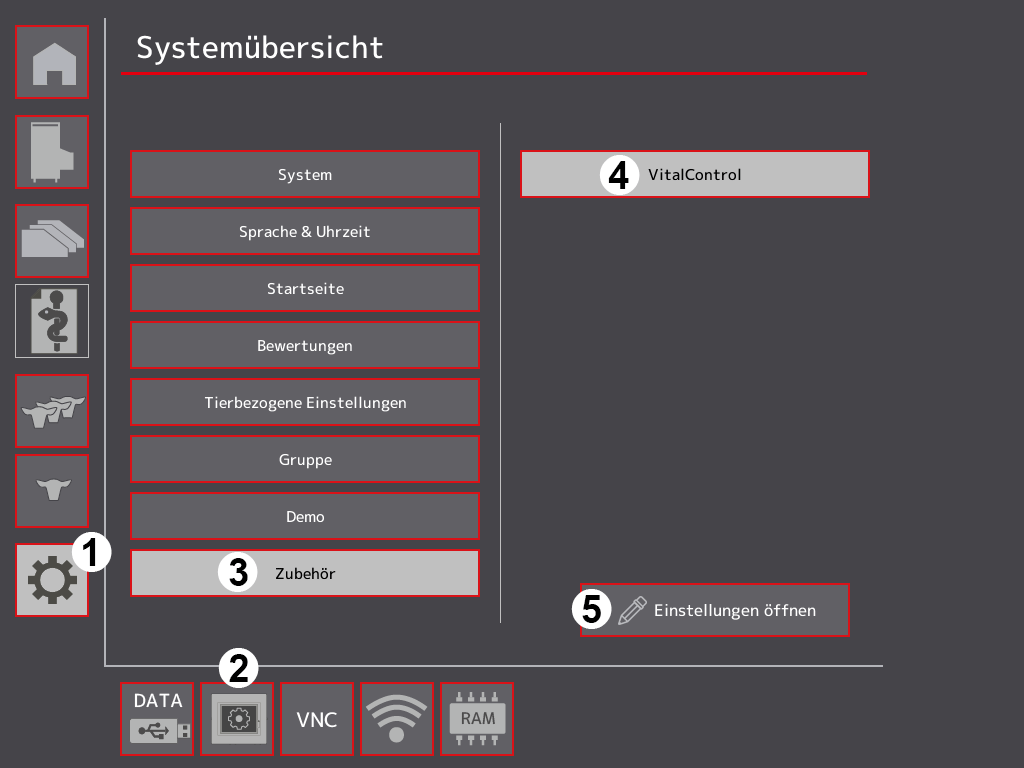 Systemübersicht
System
Sprache & Uhrzeit
Startseite
Bewertungen
Tierbezogene Einstellungen
Gruppe
Demo
3 Zubehör
4 VitalControl
5 Einstellungen öffnen
1
2
DATA
VNC
RAM